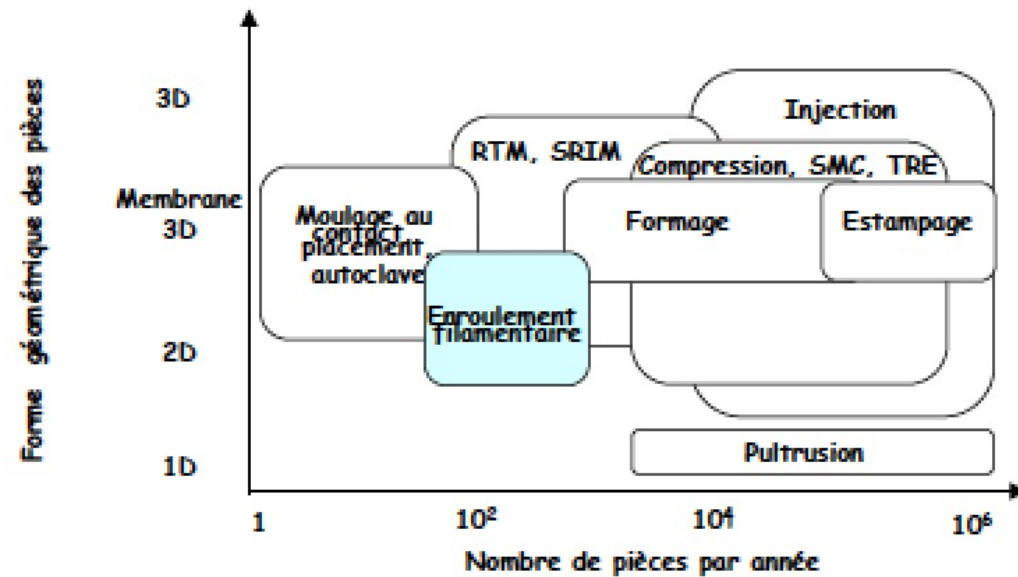 Forme géométrique des pièces
3D
Membrane
3D
2D
1D
Injection
RTM, SRIM
Compression, SMC, TRE
Moulage au
contact,
placement,
autoclave
Formage
Estampage
Enroulement
filamentaire
Pultrusion
1
10²
10⁴
10⁶
Nombre de pièces par année